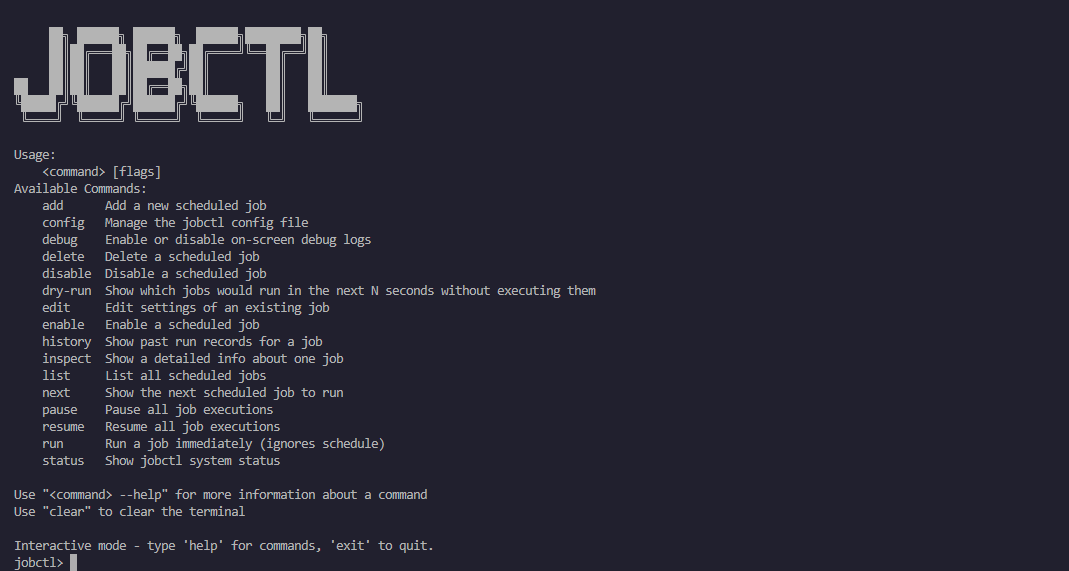 JOBCTL
Usage:
    <command> [flags]
Available Commands:
    add      Add a new scheduled job
    config   Manage the jobctl config file
    debug    Enable or disable on-screen debug logs
    delete   Delete a scheduled job
    disable  Disable a scheduled job
    dry-run  Show which jobs would run in the next N seconds without executing them
    edit     Edit settings of an existing job
    enable   Enable a scheduled job
    history  Show past run records for a job
    inspect  Show a detailed info about one job
    list     List all scheduled jobs
    next     Show the next scheduled job to run
    pause    Pause all job executions
    resume   Resume all job executions
    run      Run a job immediately (ignores schedule)
    status   Show jobctl system status
Use "<command> --help" for more information about a command
Use "clear" to clear the terminal
Interactive mode - type 'help' for commands, 'exit' to quit.
jobctl>